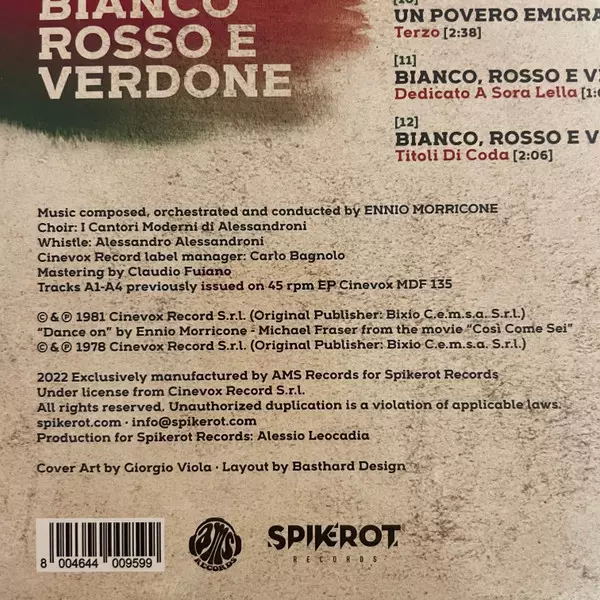 BIANCO
ROSSO E
VERDONE
[10]
UN POVERO EMIGRA
Terzo [2:38]
[11]
BIANCO, ROSSO E V
Dedicato A Sora Lella [1:
[12]
BIANCO, ROSSO E V
Titoli Di Coda [2:06]
Music composed, orchestrated and conducted by ENNIO MORRICONE
Choir: I Cantori Moderni di Alessandroni
Whistle: Alessandro Alessandroni
Cinevox Record label manager: Carlo Bagnolo
Mastering by Claudio Fuiano
Tracks A1-A4 previously issued on 45 rpm EP Cinevox MDF 135
© & ℗ 1981 Cinevox Record S.r.l. (Original Publisher: Bixio C.e.m.s.a. S.r.l.)
“Dance on” by Ennio Morricone - Michael Fraser from the movie “Così Come Sei”
© & ℗ 1978 Cinevox Record S.r.l. (Original Publisher: Bixio C.e.m.s.a. S.r.l.)
2022 Exclusively manufactured by AMS Records for Spikerot Records
Under license from Cinevox Record S.r.l.
All rights reserved. Unauthorized duplication is a violation of applicable laws.
spikerot.com · info@spikerot.com
Production for Spikerot Records: Alessio Leocadia
Cover Art by Giorgio Viola · Layout by Basthard Design
8 004644 009599
AMS
RECORDS
SPIKEROT
RECORDS